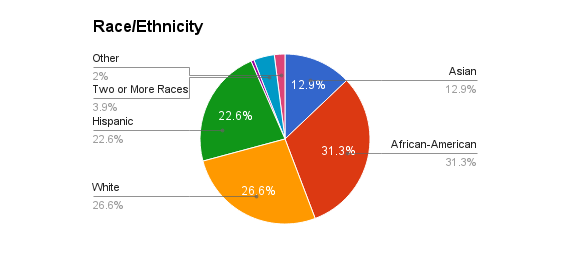 Race/Ethnicity
Other
2%
Two or More Races
3.9%
Hispanic
22.6%
White
26.6%
Asian
12.9%
African-American
31.3%
12.9%
31.3%
26.6%
22.6%